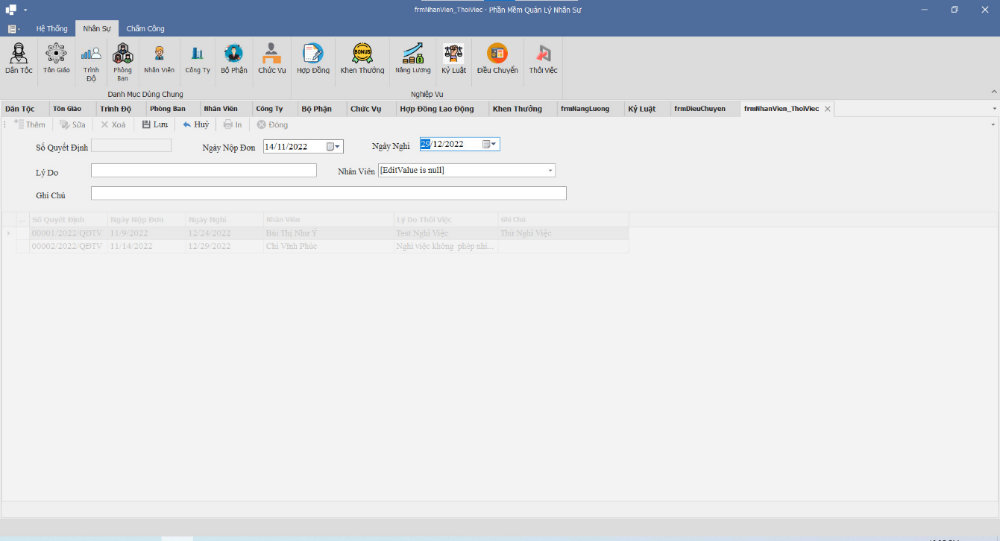 frmNhanVien_ThoiViec - Phần Mềm Quản Lý Nhân Sự
Hệ Thống Nhân Sự Chấm Công
Dân Tộc Tôn Giáo Trình Độ Phòng Ban Nhân Viên Công Ty Bộ Phận Chức Vụ Hợp Đồng BONUS Khen Thưởng Nâng Lương Kỷ Luật Điều Chuyển Thôi Việc
Danh Mục Dùng Chung Nghiệp Vụ
Dân Tộc Tôn Giáo Trình Độ Phòng Ban Nhân Viên Công Ty Bộ Phận Chức Vụ Hợp Đồng Lao Động Khen Thưởng frmNangLuong Kỷ Luật frmDieuChuyen frmNhanVien_ThoiViec
Thêm Sửa Xoá Lưu Huỷ In Đóng
Số Quyết Định Ngày Nộp Đơn 14/11/2022 Ngày Nghỉ 29/12/2022
Lý Do Nhân Viên [EditValue is null]
Ghi Chú
... Số Quyết Định Ngày Nộp Đơn Ngày Nghỉ Nhân Viên Lý Do Thôi Việc Ghi Chú
00001/2022/QĐTV 11/9/2022 12/24/2022 Bùi Thị Như Ý Test Nghỉ Việc Thử Nghỉ Việc
00002/2022/QĐTV 11/14/2022 12/29/2022 Chí Vĩnh Phúc Nghỉ việc không phép nhi...